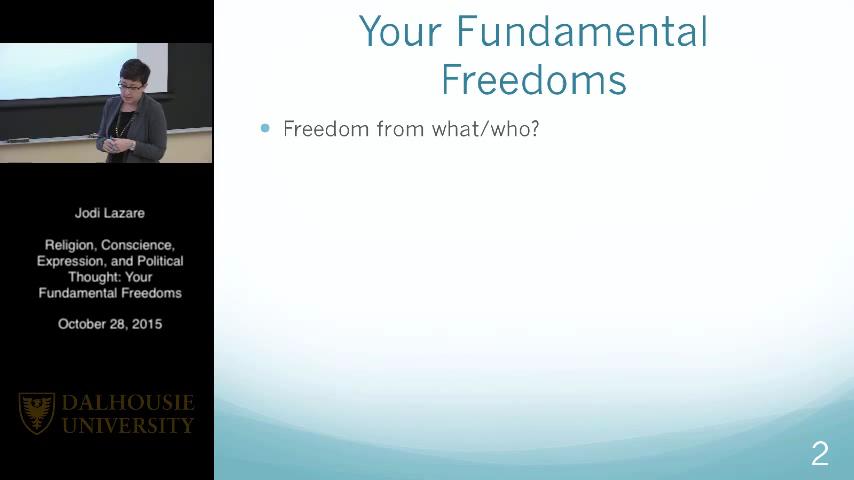 Your Fundamental
Freedoms
Freedom from what/who?
Jodi Lazare
Religion, Conscience,
Expression, and Political
Thought: Your
Fundamental Freedoms
October 28, 2015
DALHOUSIE
UNIVERSITY
2